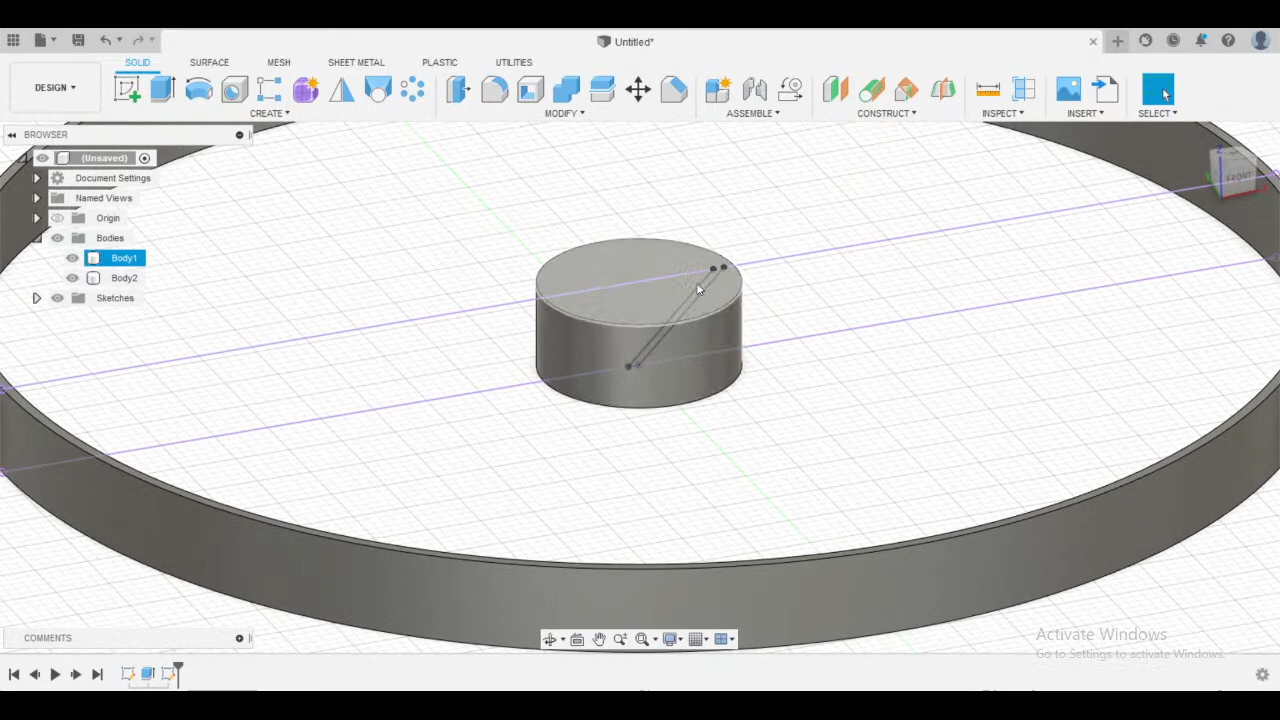 Untitled*
DESIGN
SOLID SURFACE MESH SHEET METAL PLASTIC UTILITIES
CREATE MODIFY ASSEMBLE CONSTRUCT INSPECT INSERT SELECT
BROWSER
(Unsaved)
Document Settings
Named Views
Origin
Bodies
Body1
Body2
Sketches
FRONT
Z
COMMENTS
Activate Windows
Go to Settings to activate Windows.